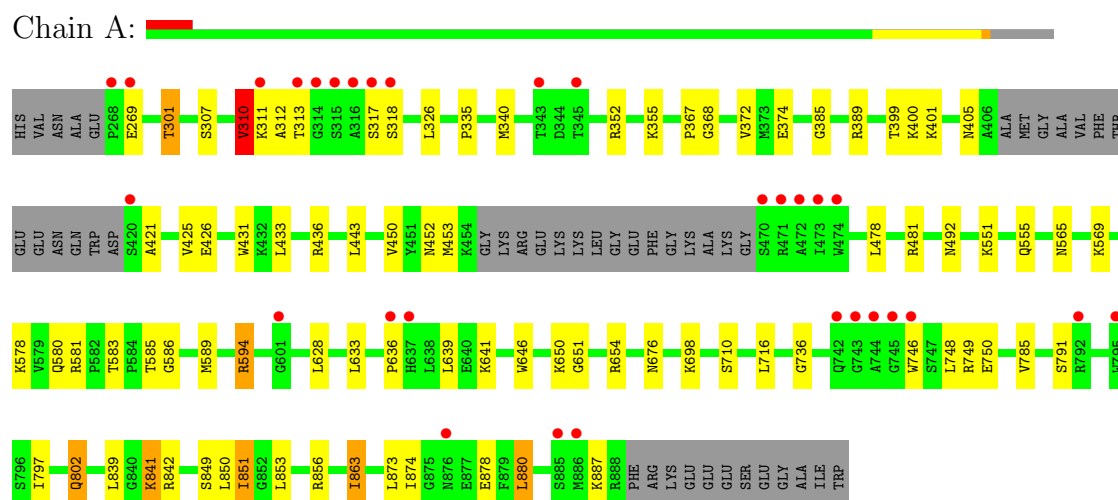 Chain A:
HIS VAL ASN ALA GLU P268 E269 T301 S307 V310 K311 A312 T313 G314 S315 A316 S317 S318 L326 P335 M340 T343 D344 T345 R352 K355 P367 G368 V372 M373 E374 G385 R389 T399 K400 K401 N405 A406 ALA MET GLY ALA VAL PHE THR
GLU GLU ASN GLN TRP ASP S420 A421 V425 E426 W431 K432 L433 R436 L443 V450 Y451 N452 M453 K454 GLY LYS ARG GLU LYS LYS LEU GLY GLU PHE GLY LYS ALA LYS GLY S470 R471 A472 I473 W474 L478 R481 N492 K551 Q555 N565 K569
K578 V579 Q580 R581 P582 T583 P584 T585 G586 M589 R594 G601 L628 L633 P636 H637 L638 L639 E640 K641 W646 K650 G651 R654 N676 K698 S710 L716 G736 Q742 G743 A744 G745 W746 S747 L748 R749 E750 V785 S791 R792 W795
S796 I797 Q802 L839 G840 K841 R842 S849 L850 I851 G852 L853 R856 I863 L873 I874 G875 N876 E877 E878 F879 L880 S885 M886 K887 R888 PHE ARG LYS GLU GLU GLU SER GLU GLY ALA ILE TRP